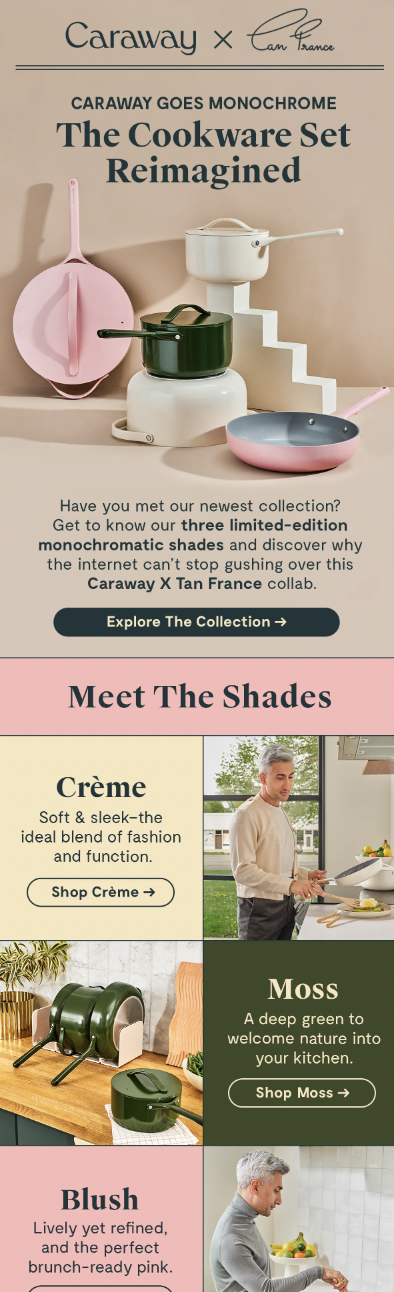 Caraway × Tan France
CARAWAY GOES MONOCHROME
The Cookware Set
Reimagined
Have you met our newest collection?
Get to know our three limited-edition
monochromatic shades and discover why
the internet can't stop gushing over this
Caraway X Tan France collab.
Explore The Collection →
Meet The Shades
Crème
Soft & sleek–the
ideal blend of fashion
and function.
Shop Crème →
Moss
A deep green to
welcome nature into
your kitchen.
Shop Moss →
Blush
Lively yet refined,
and the perfect
brunch-ready pink.